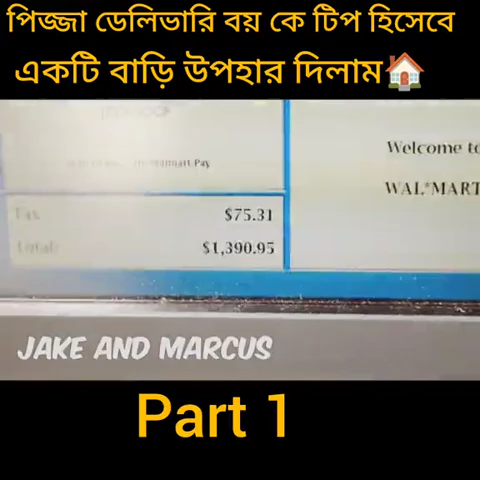 পিজ্জা ডেলিভারি বয় কে টিপ হিসেবে
একটি বাড়ি উপহার দিলাম🏠
Walmart Pay
Welcome to
WAL*MART
Tax $75.31
Total: $1,390.95
JAKE AND MARCUS
Part 1